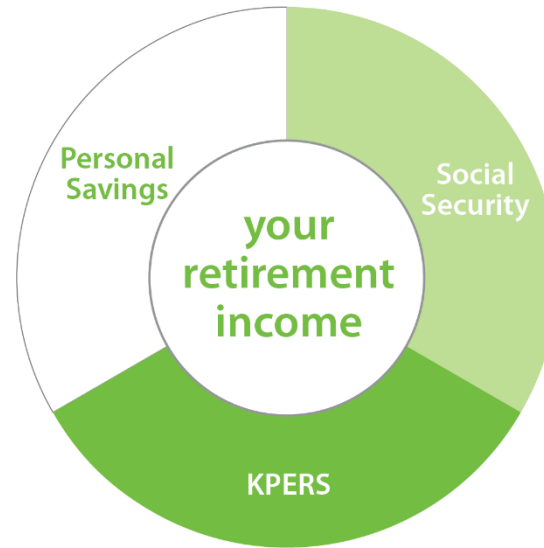 Personal
Savings
Social
Security
your
retirement
income
KPERS